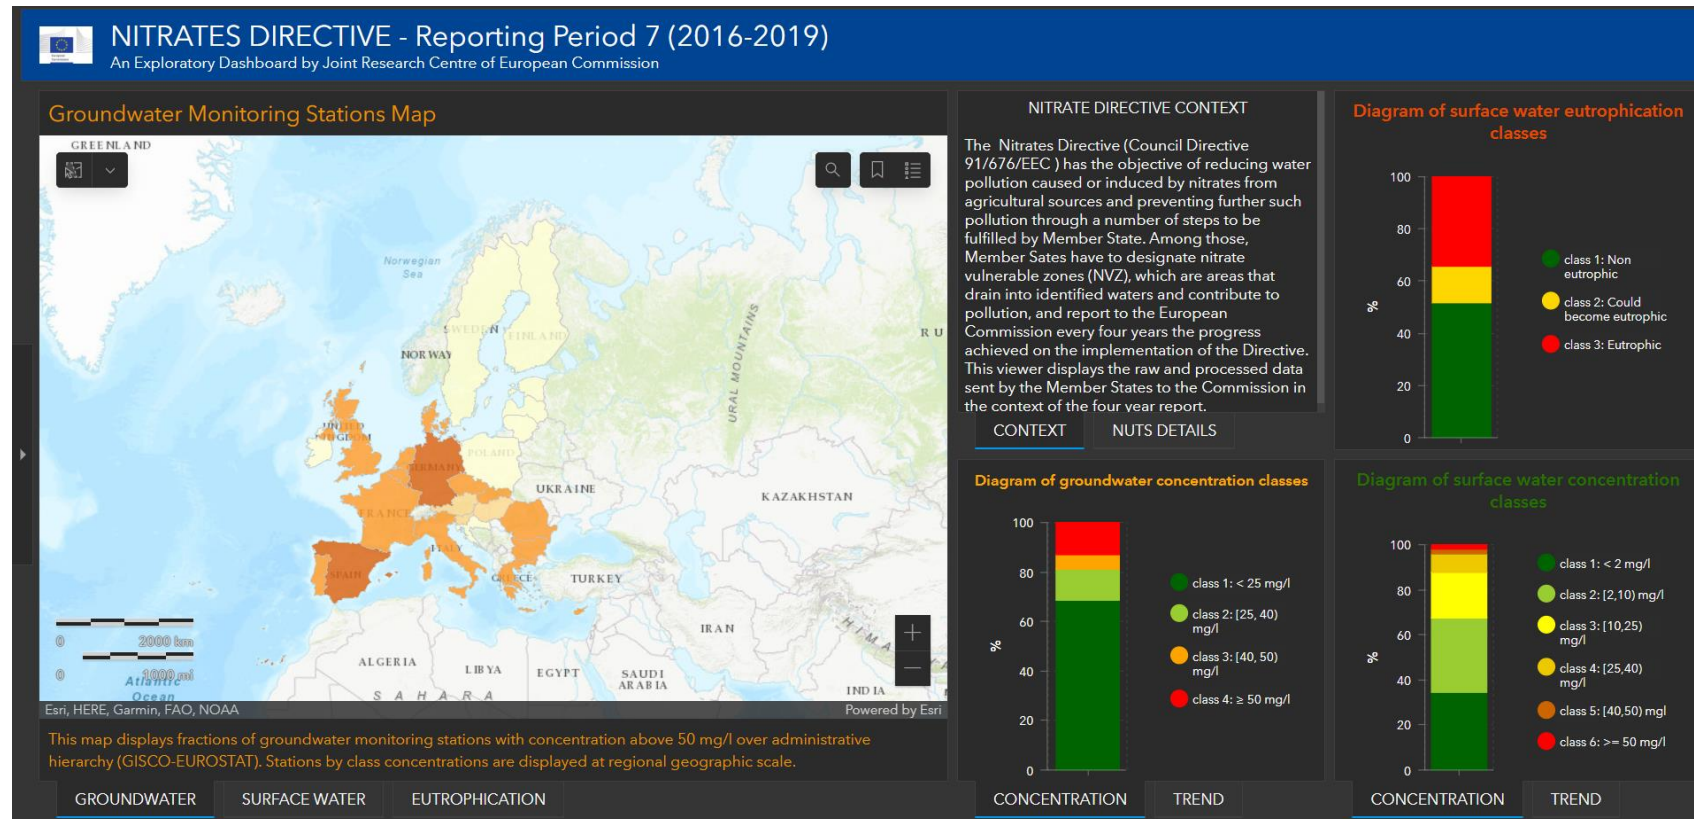 NITRATES DIRECTIVE - Reporting Period 7 (2016-2019)
An Exploratory Dashboard by Joint Research Centre of European Commission
Groundwater Monitoring Stations Map
GREENLAND
Norwegian
Sea
SWEDEN
FINLAND
NORWAY
R U
URAL MOUNTAINS
UNITED
KINGDOM
POLAND
GERMANY
UKRAINE
KAZAKHSTAN
FRANCE
ITALY
SPAIN
GREECE
TURKEY
IRAN
HIMA
ALGERIA
LIBYA
EGYPT
SAUDI
ARABIA
INDIA
SAHARA
0 2000 km
0 1000 mi
Atlantic
Ocean
Esri, HERE, Garmin, FAO, NOAA
Powered by Esri
This map displays fractions of groundwater monitoring stations with concentration above 50 mg/l over administrative
hierarchy (GISCO-EUROSTAT). Stations by class concentrations are displayed at regional geographic scale.
GROUNDWATER
SURFACE WATER
EUTROPHICATION
NITRATE DIRECTIVE CONTEXT
The Nitrates Directive (Council Directive
91/676/EEC ) has the objective of reducing water
pollution caused or induced by nitrates from
agricultural sources and preventing further such
pollution through a number of steps to be
fulfilled by Member State. Among those,
Member Sates have to designate nitrate
vulnerable zones (NVZ), which are areas that
drain into identified waters and contribute to
pollution, and report to the European
Commission every four years the progress
achieved on the implementation of the Directive.
This viewer displays the raw and processed data
sent by the Member States to the Commission in
the context of the four year report.
CONTEXT
NUTS DETAILS
Diagram of surface water eutrophication
classes
100
80
60
40
20
0
%
class 1: Non
eutrophic
class 2: Could
become eutrophic
class 3: Eutrophic
Diagram of groundwater concentration classes
100
80
60
40
20
0
%
class 1: < 25 mg/l
class 2: [25, 40)
mg/l
class 3: [40, 50)
mg/l
class 4: ≥ 50 mg/l
CONCENTRATION
TREND
Diagram of surface water concentration
classes
100
80
60
40
20
0
%
class 1: < 2 mg/l
class 2: [2,10) mg/l
class 3: [10,25)
mg/l
class 4: [25,40)
mg/l
class 5: [40,50) mgl
class 6: >= 50 mg/l
CONCENTRATION
TREND